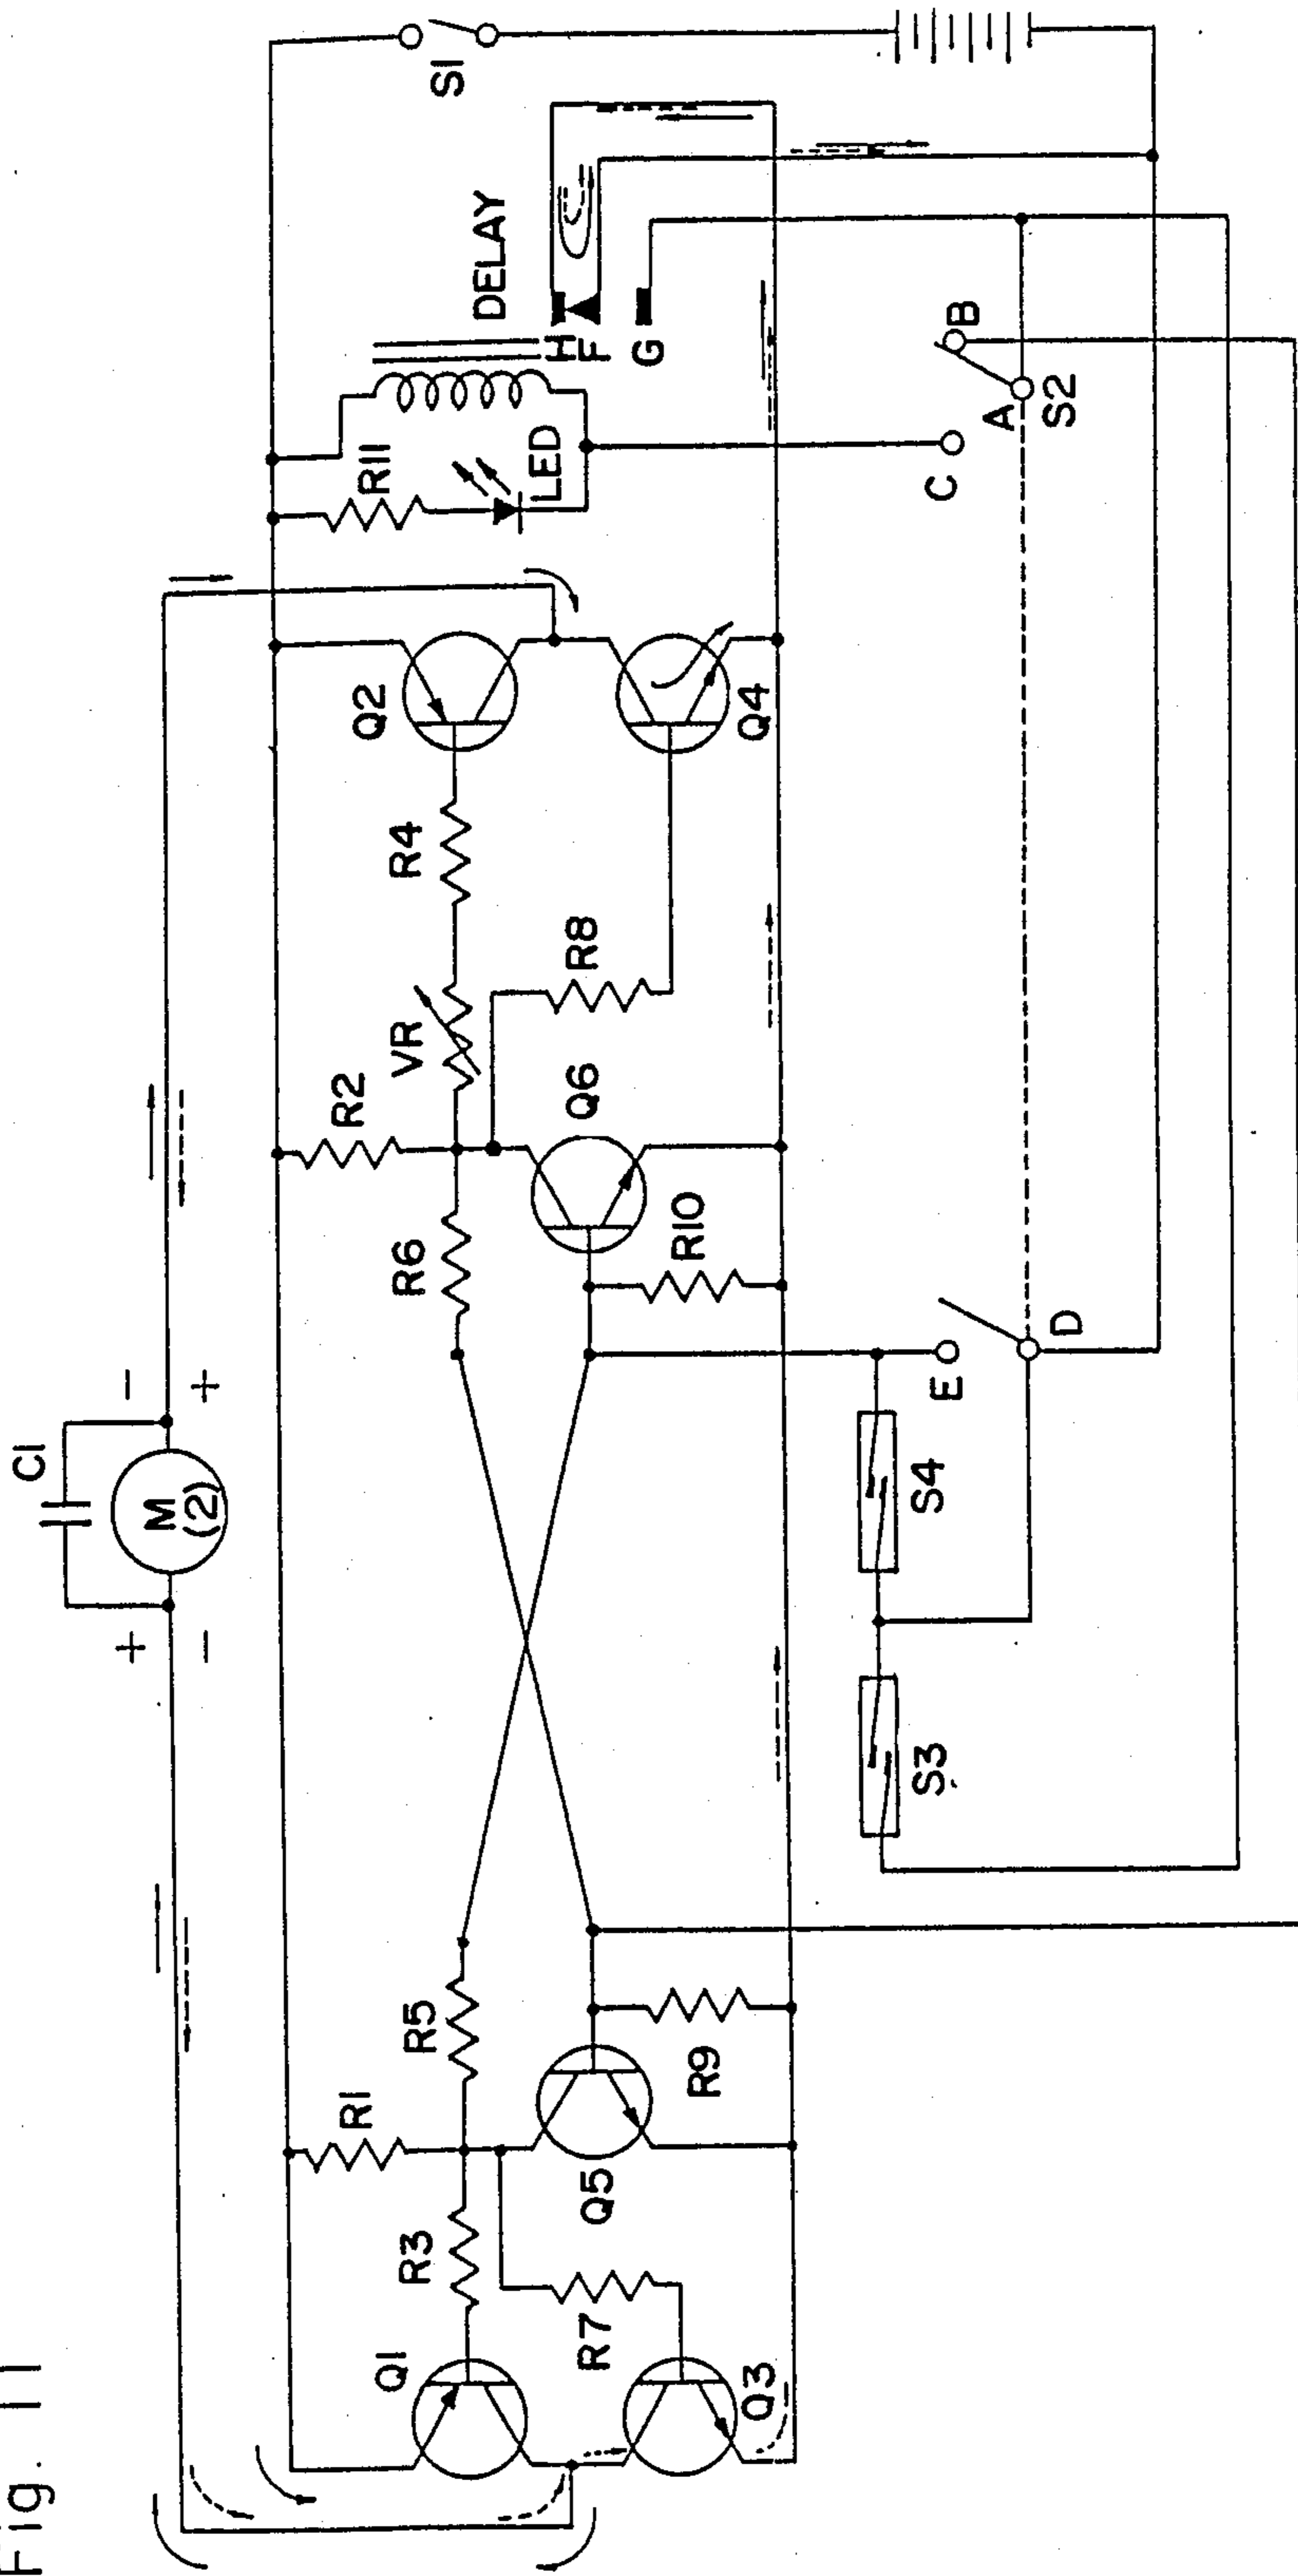 Fig. 11
C1
M
(2)
+
−
−
+
S1
DELAY
H
F
G
R11
LED
Q2
Q4
R4
VR
R2
R8
Q6
R6
R10
R5
R1
R9
Q5
R3
R7
Q1
Q3
A
B
C
S2
D
E
S4
S3